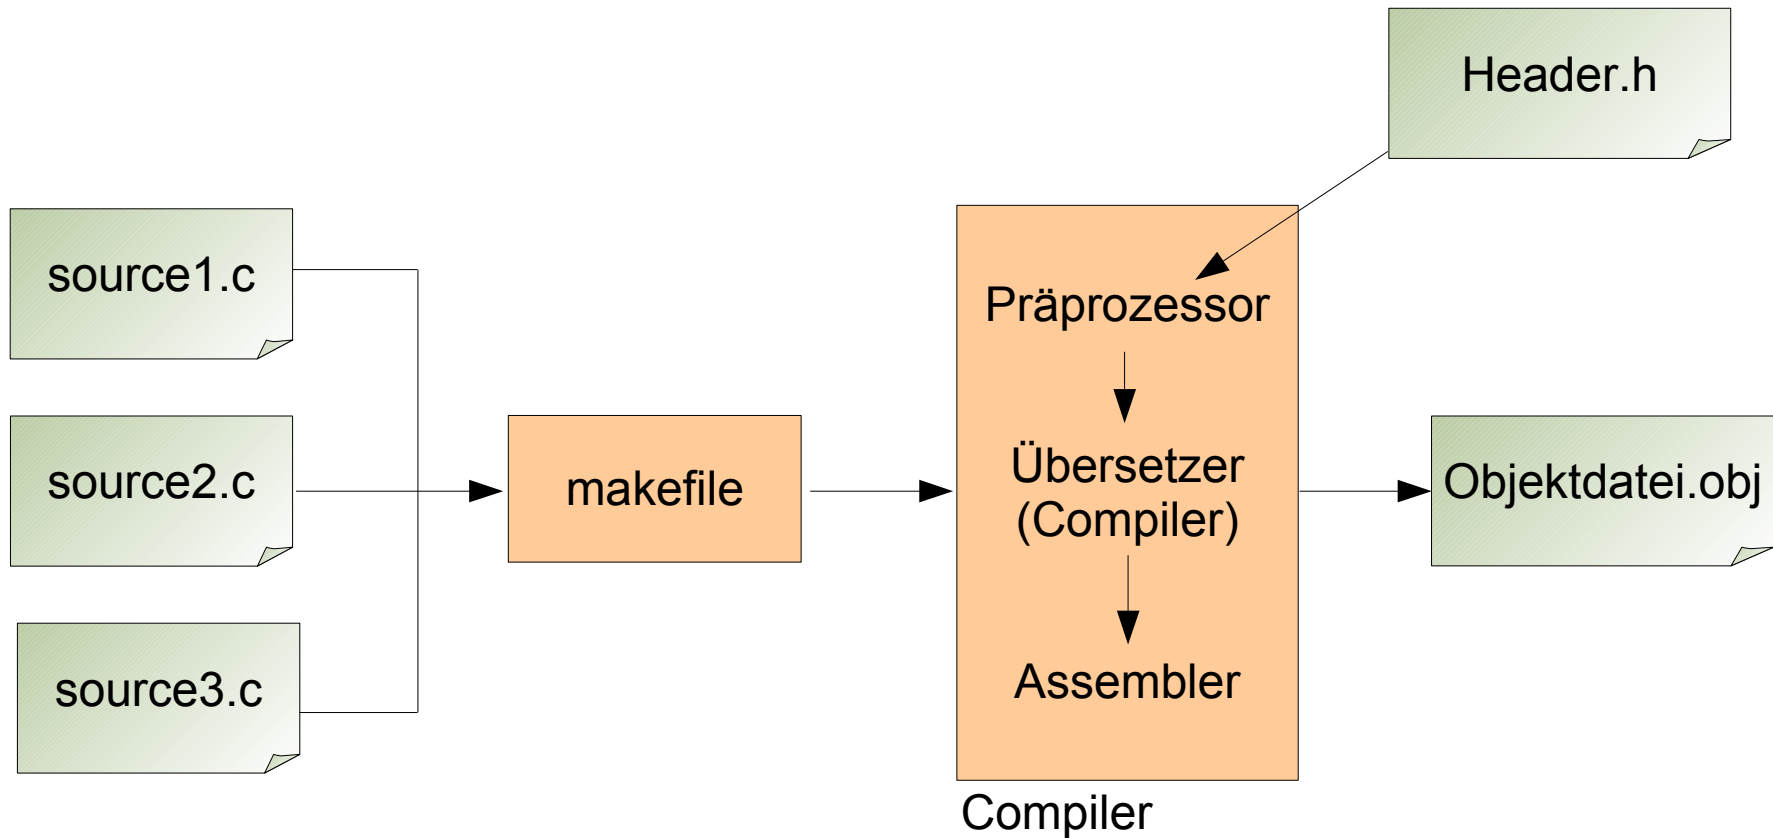 Header.h
source1.c
source2.c
source3.c
makefile
Präprozessor
Übersetzer
(Compiler)
Assembler
Compiler
Objektdatei.obj